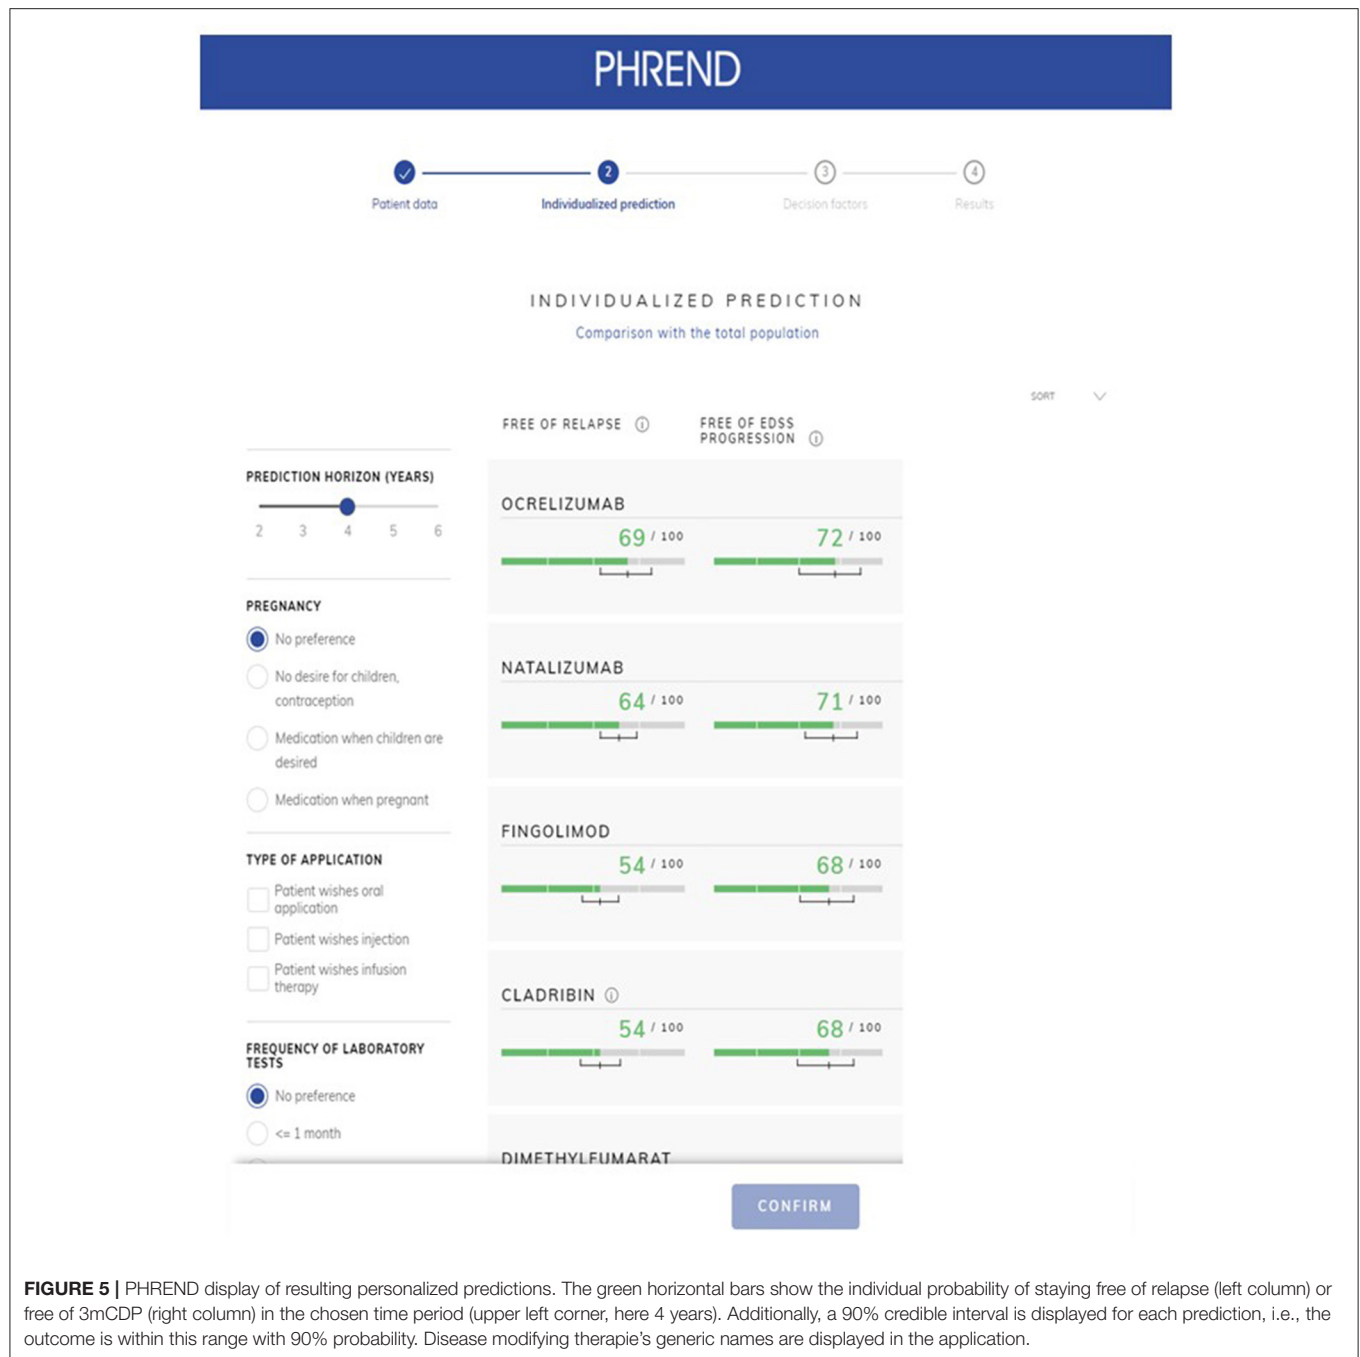 PHREND
2 3 4
Patient data Individualized prediction Decision factors Results
INDIVIDUALIZED PREDICTION
Comparison with the total population
SORT
FREE OF RELAPSE i FREE OF EDSS
PROGRESSION i
PREDICTION HORIZON (YEARS)
2 3 4 5 6
PREGNANCY
No preference
No desire for children,
contraception
Medication when children are
desired
Medication when pregnant
TYPE OF APPLICATION
Patient wishes oral
application
Patient wishes injection
Patient wishes infusion
therapy
FREQUENCY OF LABORATORY
TESTS
No preference
<= 1 month
OCRELIZUMAB
69 / 100 72 / 100
NATALIZUMAB
64 / 100 71 / 100
FINGOLIMOD
54 / 100 68 / 100
CLADRIBIN i
54 / 100 68 / 100
DIMETHYLFUMARAT
CONFIRM
FIGURE 5 | PHREND display of resulting personalized predictions. The green horizontal bars show the individual probability of staying free of relapse (left column) or
free of 3mCDP (right column) in the chosen time period (upper left corner, here 4 years). Additionally, a 90% credible interval is displayed for each prediction, i.e., the
outcome is within this range with 90% probability. Disease modifying therapie's generic names are displayed in the application.